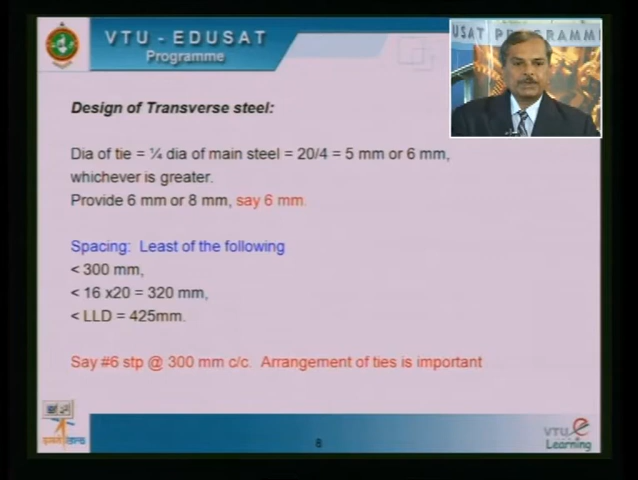 VTU - EDUSAT
Programme
USAT PROGRAMME
Design of Transverse steel:
Dia of tie = ¼ dia of main steel = 20/4 = 5 mm or 6 mm,
whichever is greater.
Provide 6 mm or 8 mm, say 6 mm.
Spacing: Least of the following
< 300 mm,
< 16 x20 = 320 mm,
< LLD = 425mm.
Say #6 stp @ 300 mm c/c. Arrangement of ties is important
8
VTU e
Learning